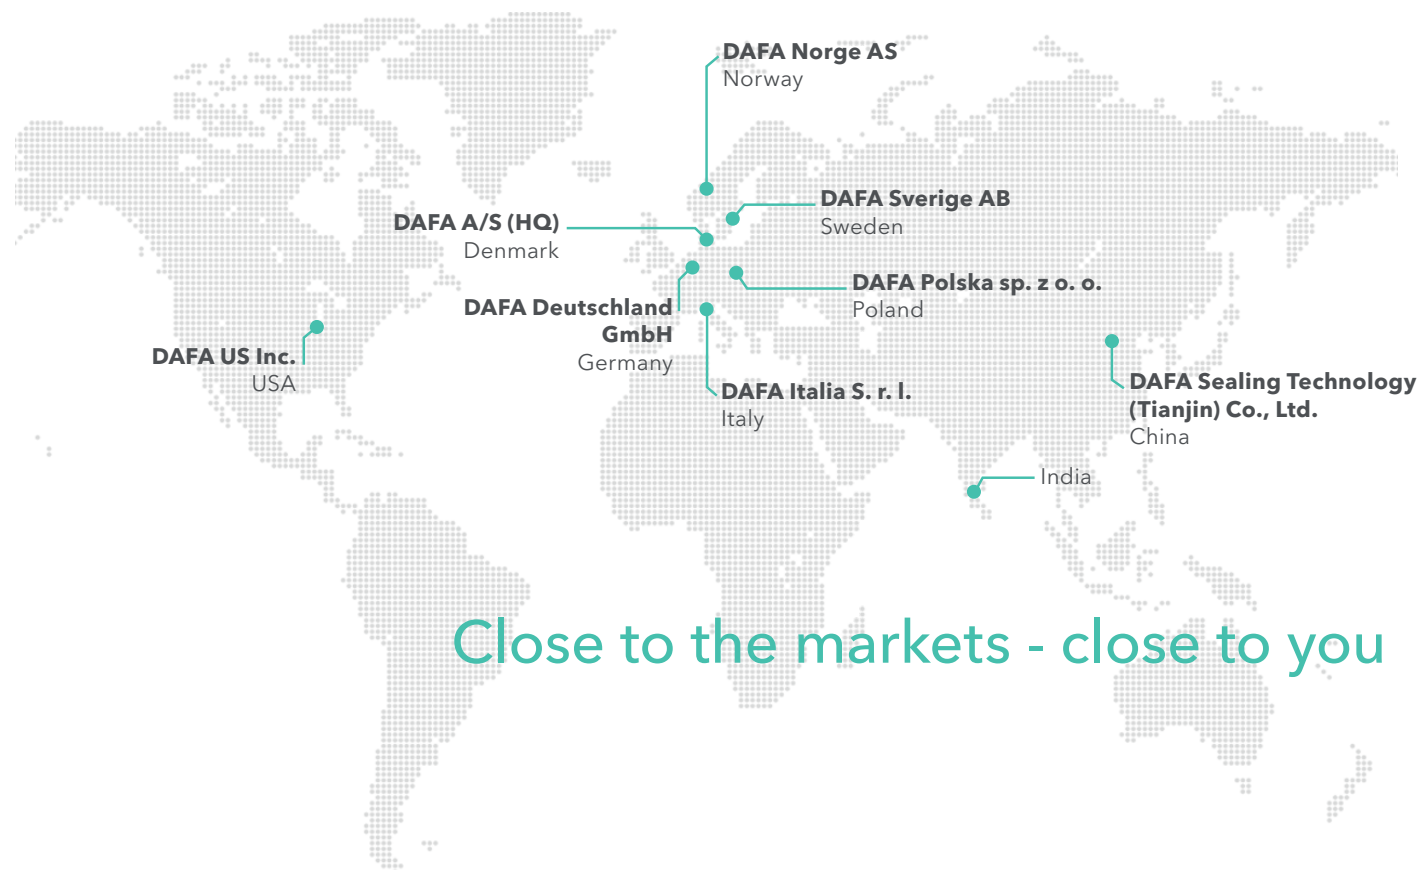 DAFA Norge AS
Norway
DAFA Sverige AB
Sweden
DAFA A/S (HQ)
Denmark
DAFA Polska sp. z o. o.
Poland
DAFA Deutschland
GmbH
Germany
DAFA US Inc.
USA
DAFA Italia S. r. l.
Italy
DAFA Sealing Technology
(Tianjin) Co., Ltd.
China
India
Close to the markets - close to you